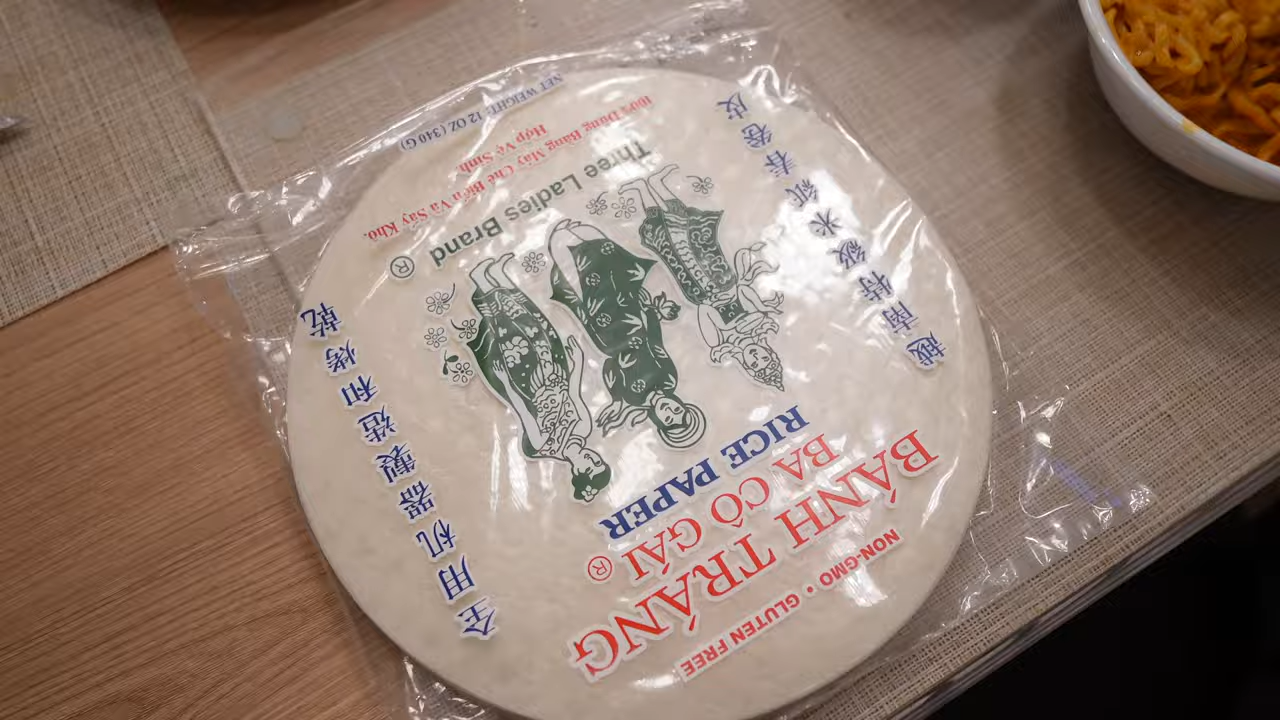 NON-GMO • GLUTEN FREE
BÁNH TRÁNG
BA CÔ GÁI ®
RICE PAPER
越南特級米紙春卷皮
全用机器製造和烤乾
Three Ladies Brand ®
100% Dùng Bằng Máy Chế Biến Và Sấy Khô.
Hợp Vệ Sinh
NET WEIGHT: 12 OZ (340 G)